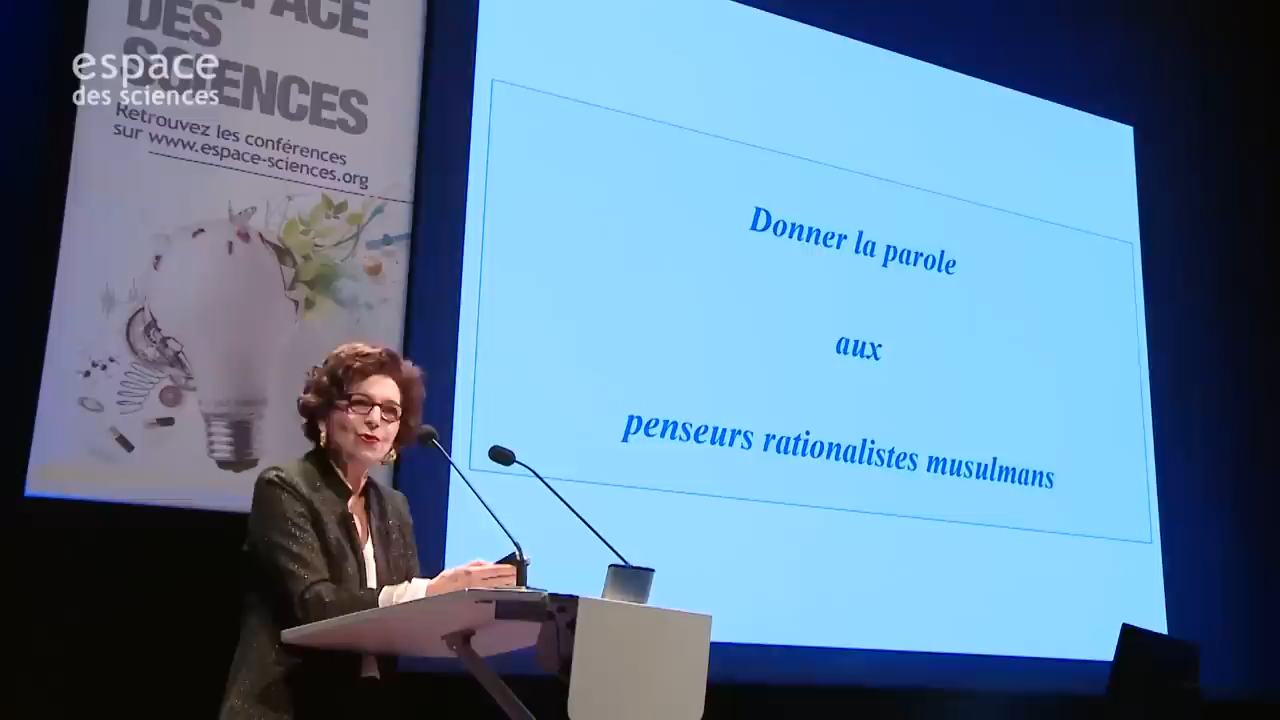 ESPACE
DES
SCIENCES
espace
des sciences
Retrouvez les conférences
sur www.espace-sciences.org
Donner la parole
aux
penseurs rationalistes musulmans